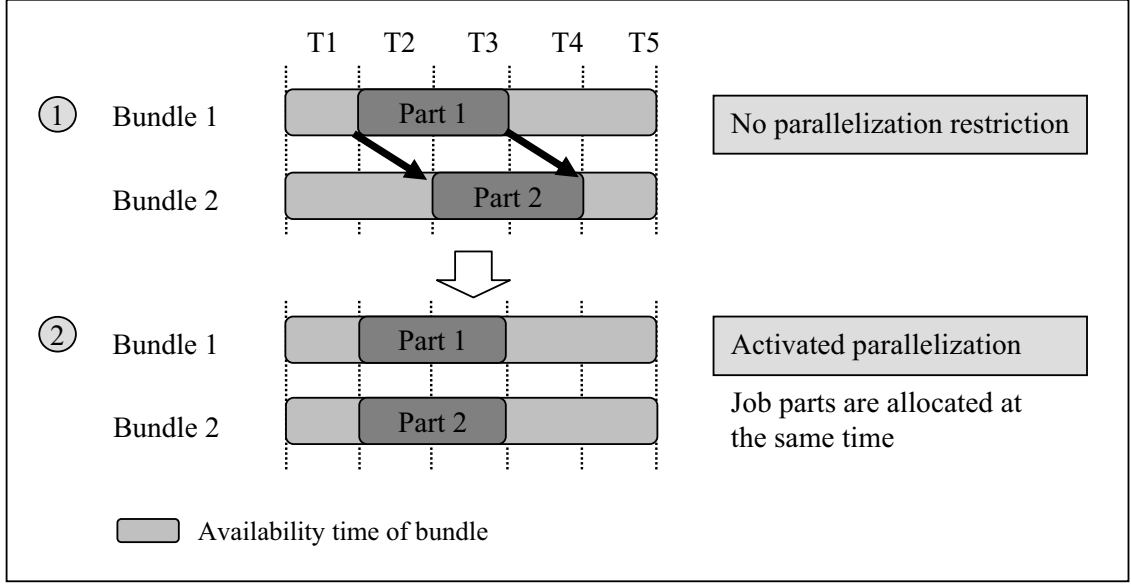 T1 T2 T3 T4 T5
1 Bundle 1 Part 1 No parallelization restriction
Bundle 2 Part 2
2 Bundle 1 Part 1 Activated parallelization
Bundle 2 Part 2 Job parts are allocated at
the same time
Availability time of bundle